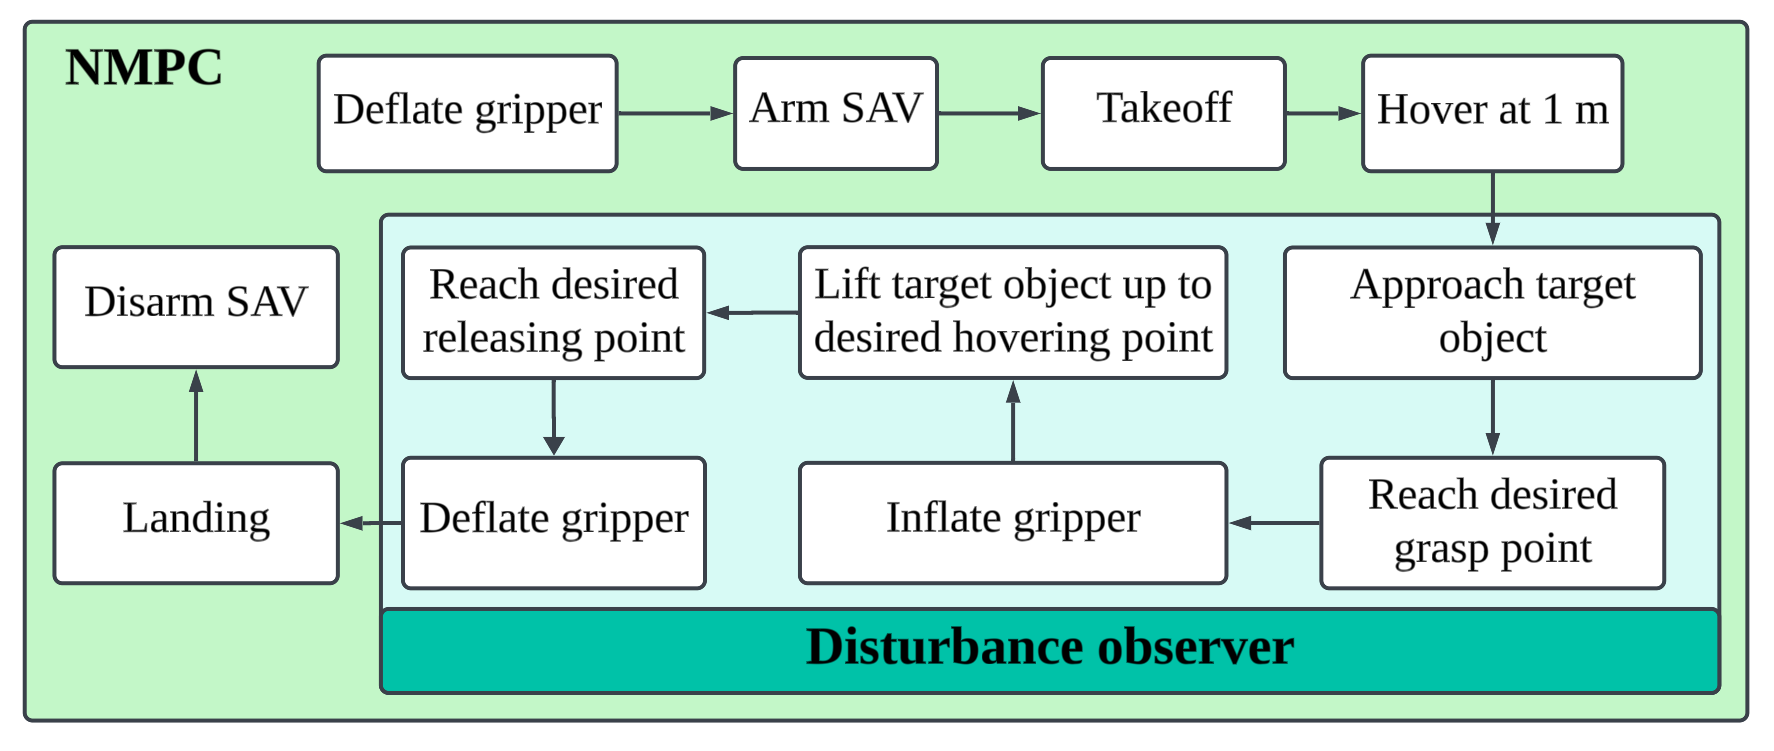 NMPC
Deflate gripper
Arm SAV
Takeoff
Hover at 1 m
Approach target
object
Reach desired
grasp point
Inflate gripper
Lift target object up to
desired hovering point
Reach desired
releasing point
Deflate gripper
Landing
Disarm SAV
Disturbance observer